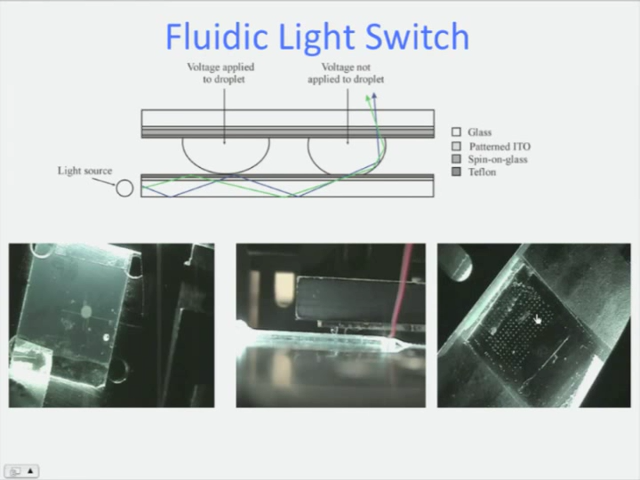 Fluidic Light Switch
Voltage applied
to droplet
Voltage not
applied to droplet
Light source
Glass
Patterned ITO
Spin-on-glass
Teflon